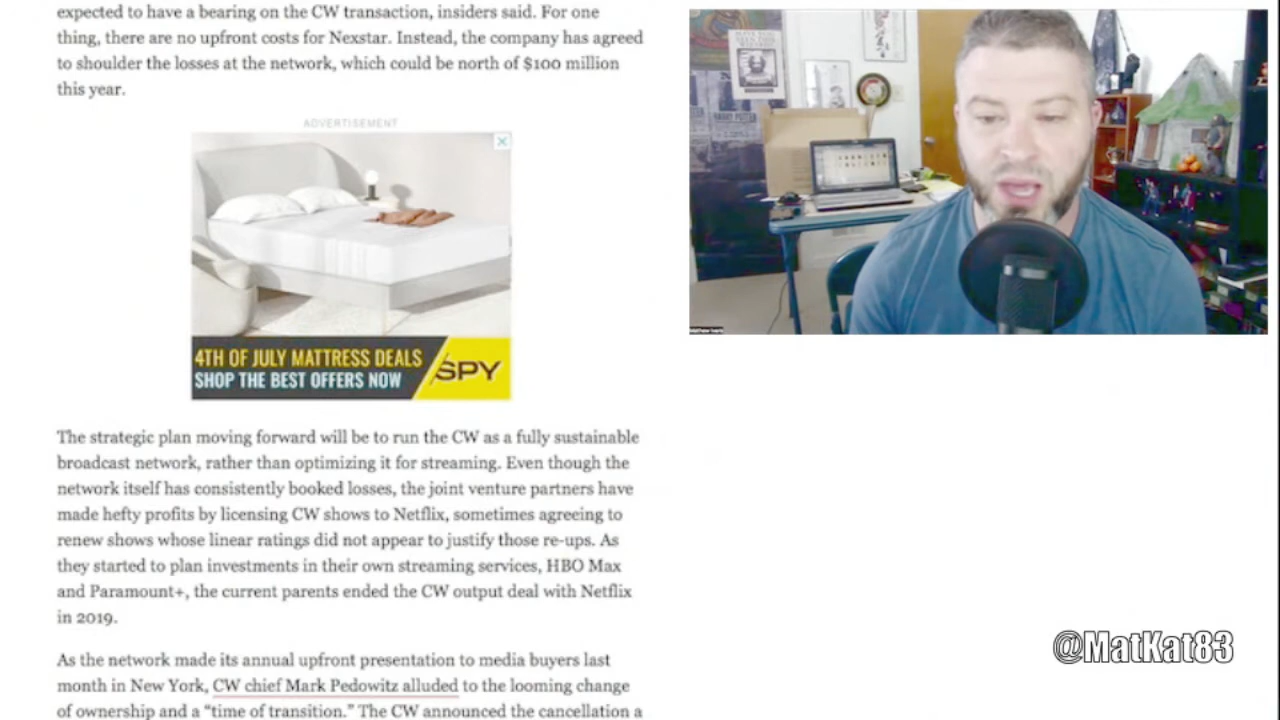 expected to have a bearing on the CW transaction, insiders said. For one
thing, there are no upfront costs for Nexstar. Instead, the company has agreed
to shoulder the losses at the network, which could be north of $100 million
this year.
ADVERTISEMENT
4TH OF JULY MATTRESS DEALS
SHOP THE BEST OFFERS NOW
SPY
The strategic plan moving forward will be to run the CW as a fully sustainable
broadcast network, rather than optimizing it for streaming. Even though the
network itself has consistently booked losses, the joint venture partners have
made hefty profits by licensing CW shows to Netflix, sometimes agreeing to
renew shows whose linear ratings did not appear to justify those re-ups. As
they started to plan investments in their own streaming services, HBO Max
and Paramount+, the current parents ended the CW output deal with Netflix
in 2019.
As the network made its annual upfront presentation to media buyers last
month in New York, CW chief Mark Pedowitz alluded to the looming change
of ownership and a “time of transition.” The CW announced the cancellation a
HAVE YOU SEEN THIS WIZARD
HARRY POTTER
@MatKat83